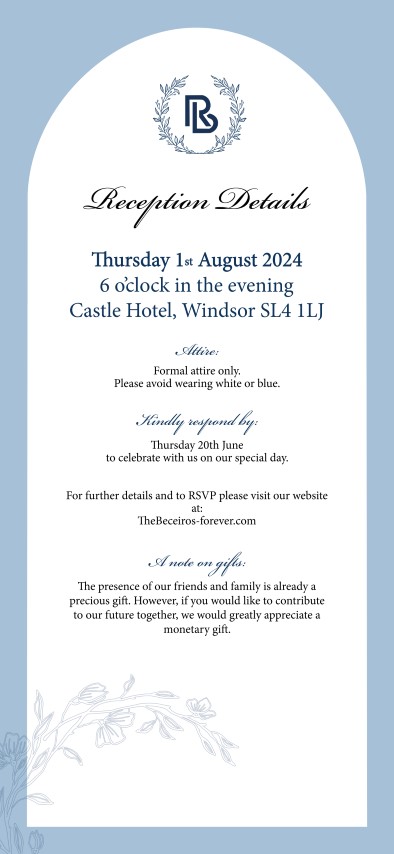 RB
Reception Details
Thursday 1st August 2024
6 o'clock in the evening
Castle Hotel, Windsor SL4 1LJ
Attire:
Formal attire only.
Please avoid wearing white or blue.
Kindly respond by:
Thursday 20th June
to celebrate with us on our special day.
For further details and to RSVP please visit our website
at:
TheBeceiros-forever.com
A note on gifts:
The presence of our friends and family is already a
precious gift. However, if you would like to contribute
to our future together, we would greatly appreciate a
monetary gift.